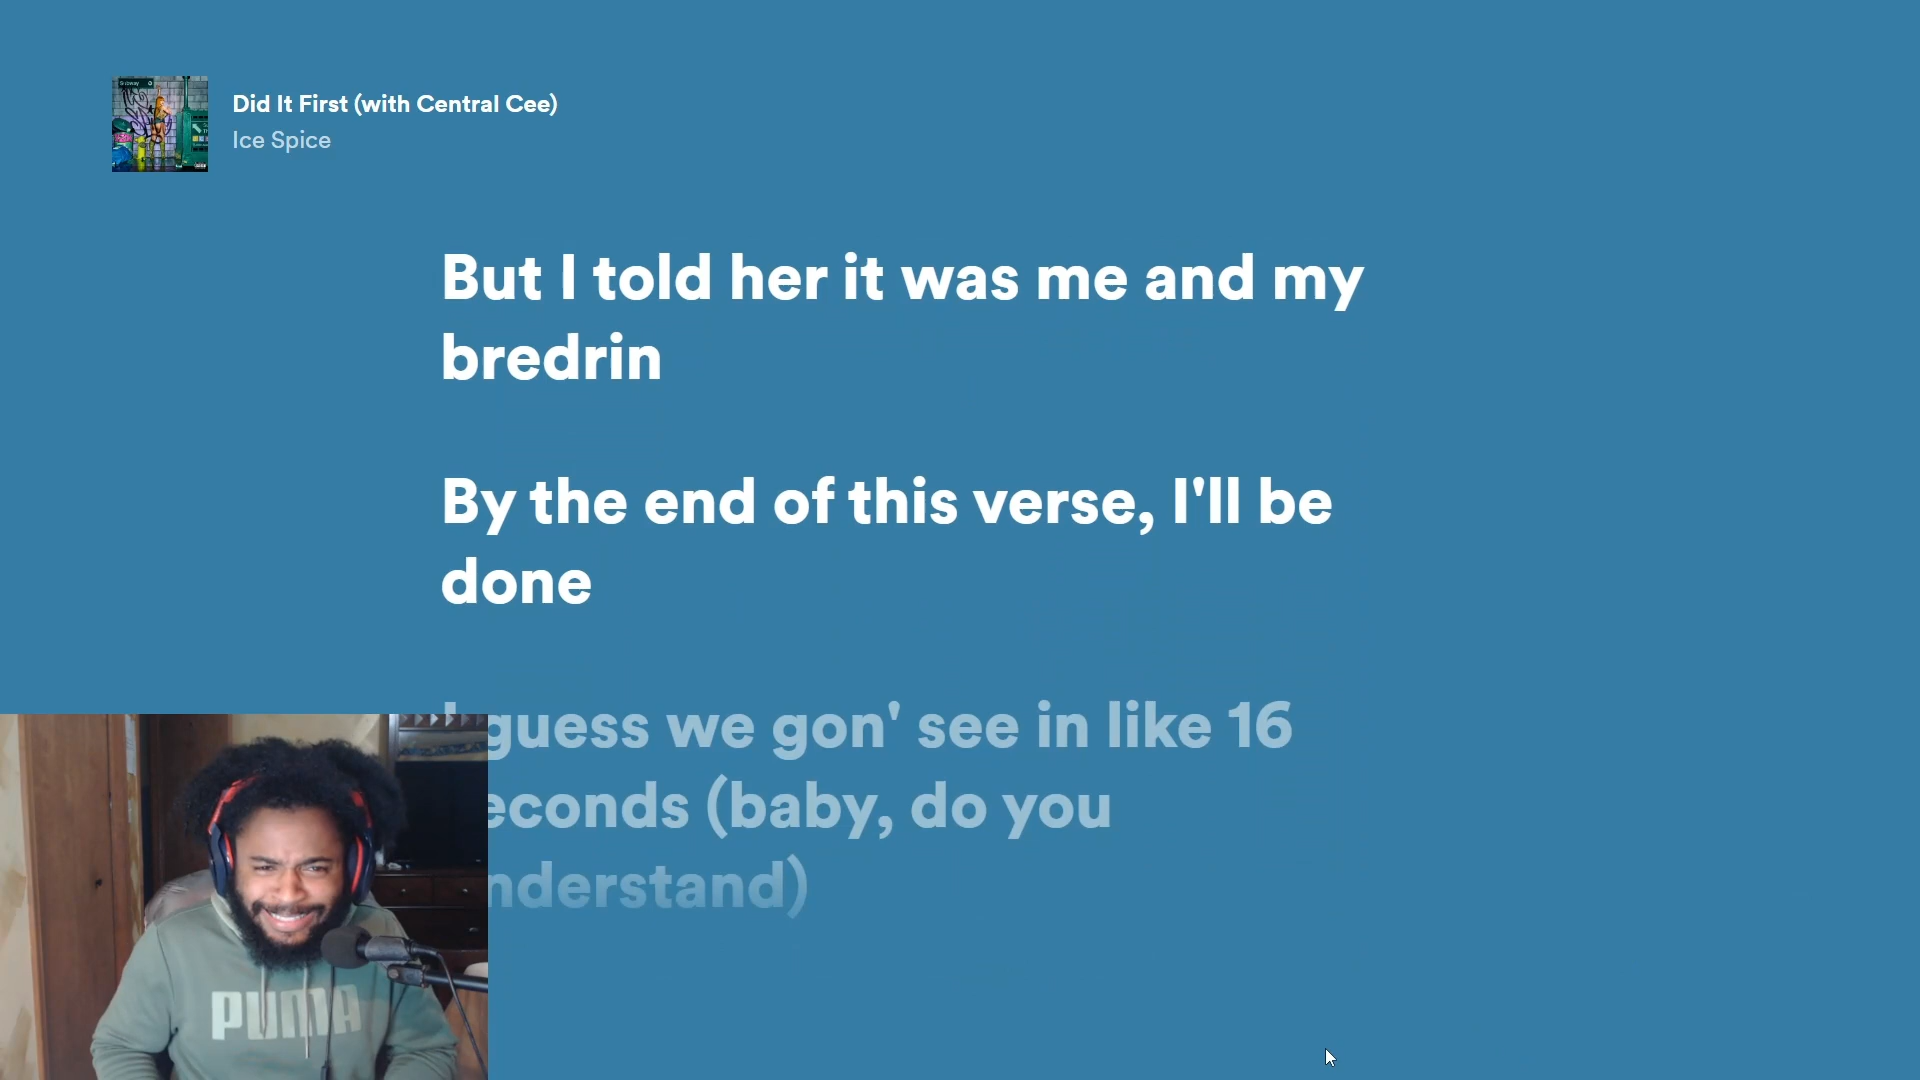 Did It First (with Central Cee)
Ice Spice
But I told her it was me and my
bredrin
By the end of this verse, I'll be
done
guess we gon' see in like 16
econds (baby, do you
nderstand)
PUMA